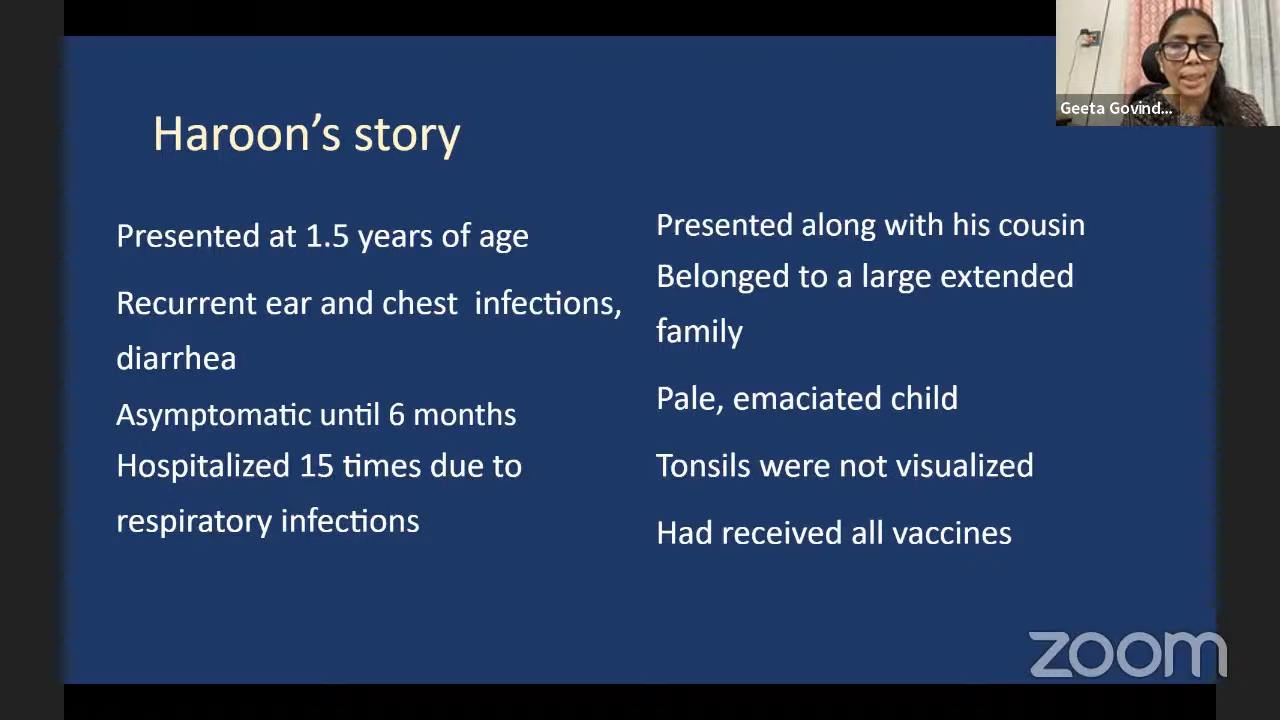 Haroon's story
Presented at 1.5 years of age
Recurrent ear and chest infections,
diarrhea
Asymptomatic until 6 months
Hospitalized 15 times due to
respiratory infections
Presented along with his cousin
Belonged to a large extended
family
Pale, emaciated child
Tonsils were not visualized
Had received all vaccines
Geeta Govind...
zoom